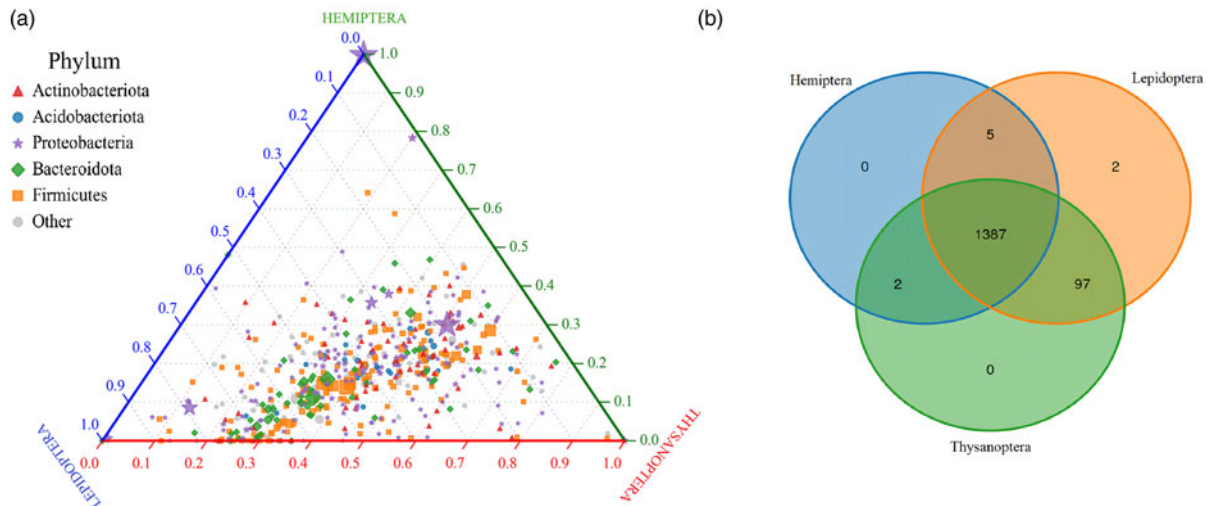 (a)
HEMIPTERA
Phylum
Actinobacteriota
Acidobacteriota
Proteobacteria
Bacteroidota
Firmicutes
Other
0.0
0.1
0.2
0.3
0.4
0.5
0.6
0.7
0.8
0.9
1.0
1.0
0.9
0.8
0.7
0.6
0.5
0.4
0.3
0.2
0.1
0.0
0.0 0.1 0.2 0.3 0.4 0.5 0.6 0.7 0.8 0.9 1.0
LEPIDOPTERA
THYSANOPTERA
(b)
Hemiptera
Lepidoptera
5
0
2
1387
2
97
0
Thysanoptera